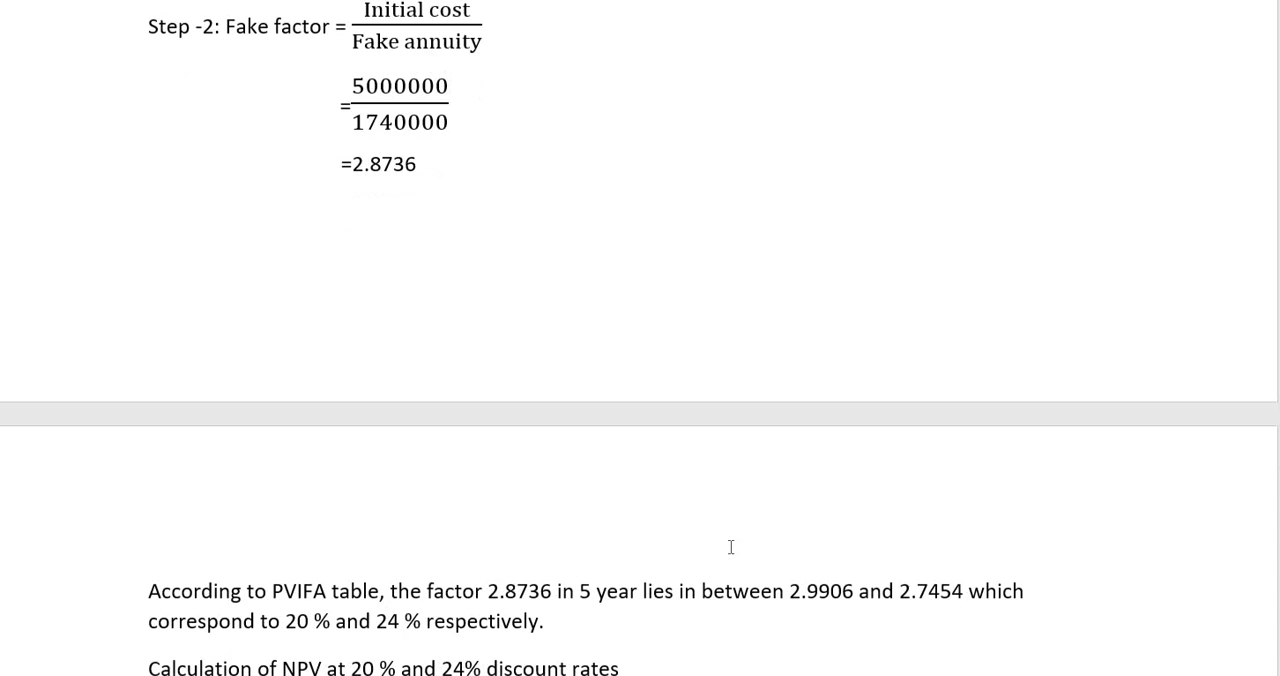 Initial cost
Step -2: Fake factor =
Fake annuity
5000000
=
1740000
=2.8736
According to PVIFA table, the factor 2.8736 in 5 year lies in between 2.9906 and 2.7454 which
correspond to 20 % and 24 % respectively.
Calculation of NPV at 20 % and 24% discount rates